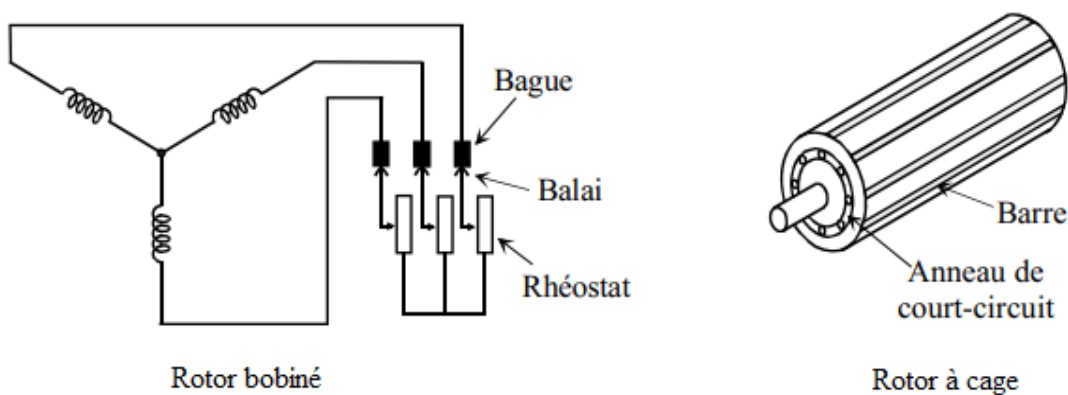 Bague
Balai
Rhéostat
Rotor bobiné
Barre
Anneau de
court-circuit
Rotor à cage